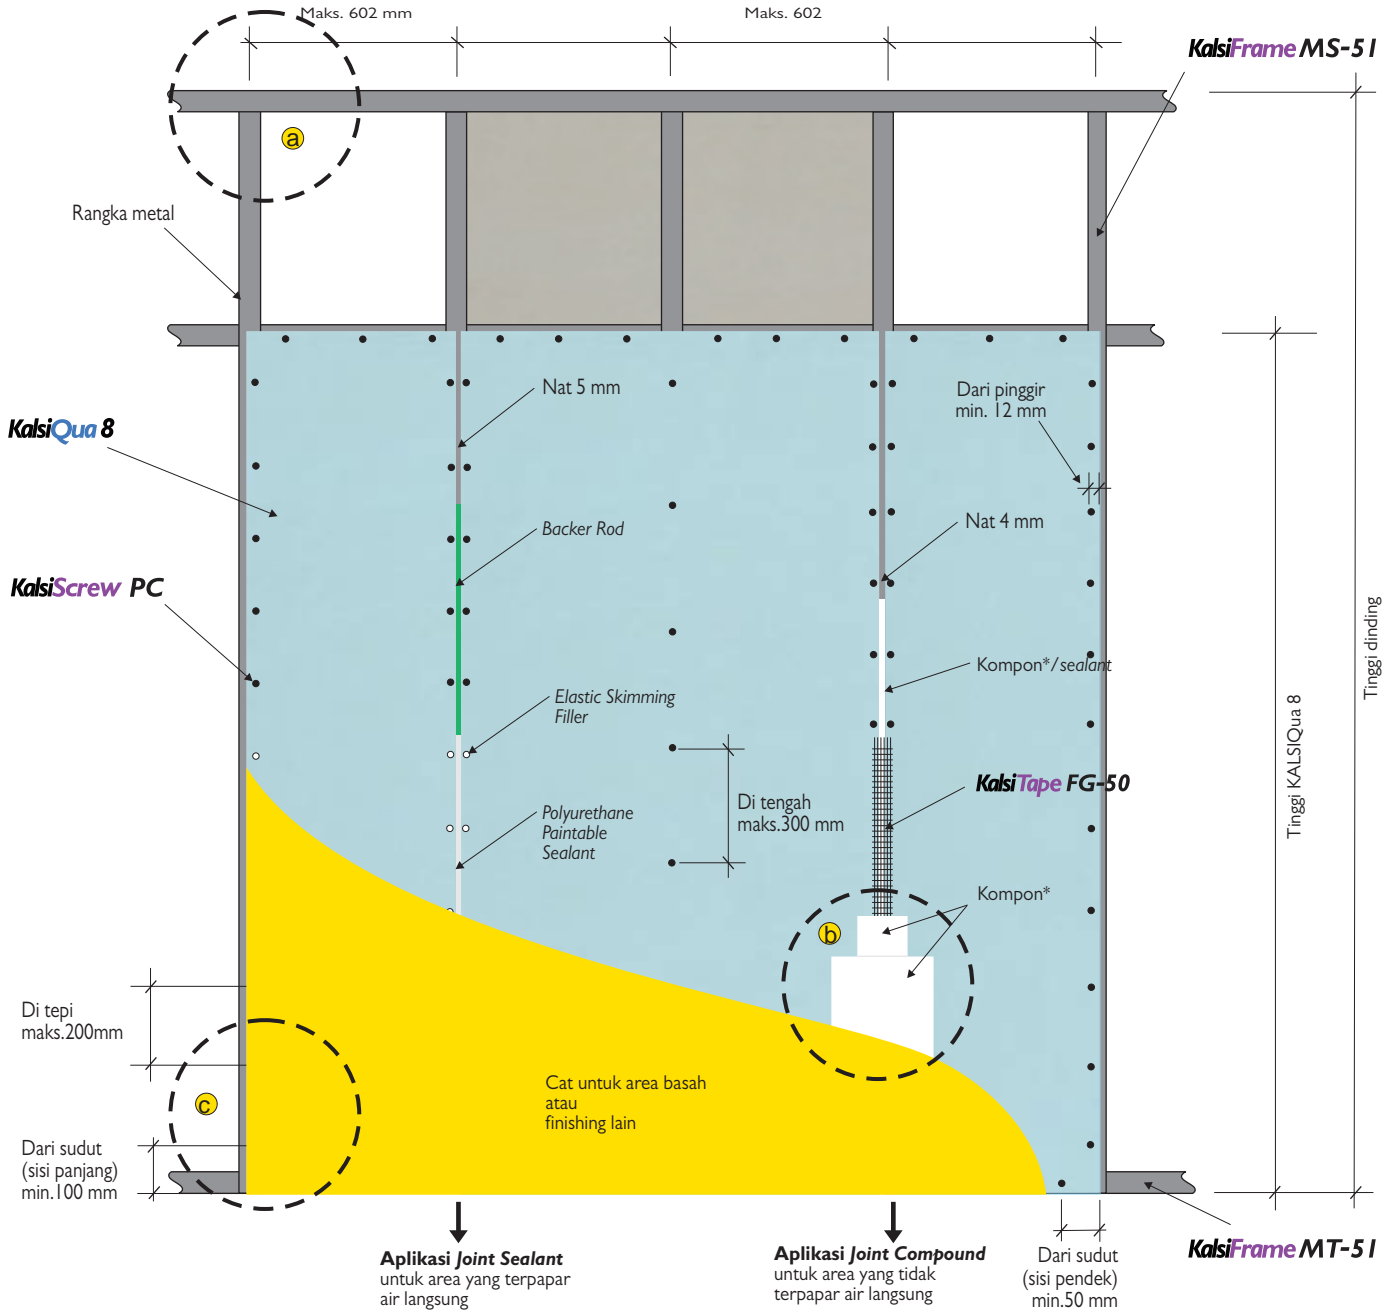 Maks. 602 mm
Maks. 602
KalsiFrame MS-51
a
Rangka metal
Nat 5 mm
Dari pinggir
min. 12 mm
KalsiQua 8
Backer Rod
Nat 4 mm
KalsiScrew PC
Tinggi dinding
Kompon*/sealant
Elastic Skimming
Filler
Tinggi KALSIQua 8
KalsiTape FG-50
Di tengah
maks.300 mm
Polyurethane
Paintable
Sealant
Kompon*
b
Di tepi
maks.200mm
Cat untuk area basah
atau
finishing lain
c
Dari sudut
(sisi panjang)
min.100 mm
Aplikasi Joint Sealant
untuk area yang terpapar
air langsung
Aplikasi Joint Compound
untuk area yang tidak
terpapar air langsung
Dari sudut
(sisi pendek)
min.50 mm
KalsiFrame MT-51